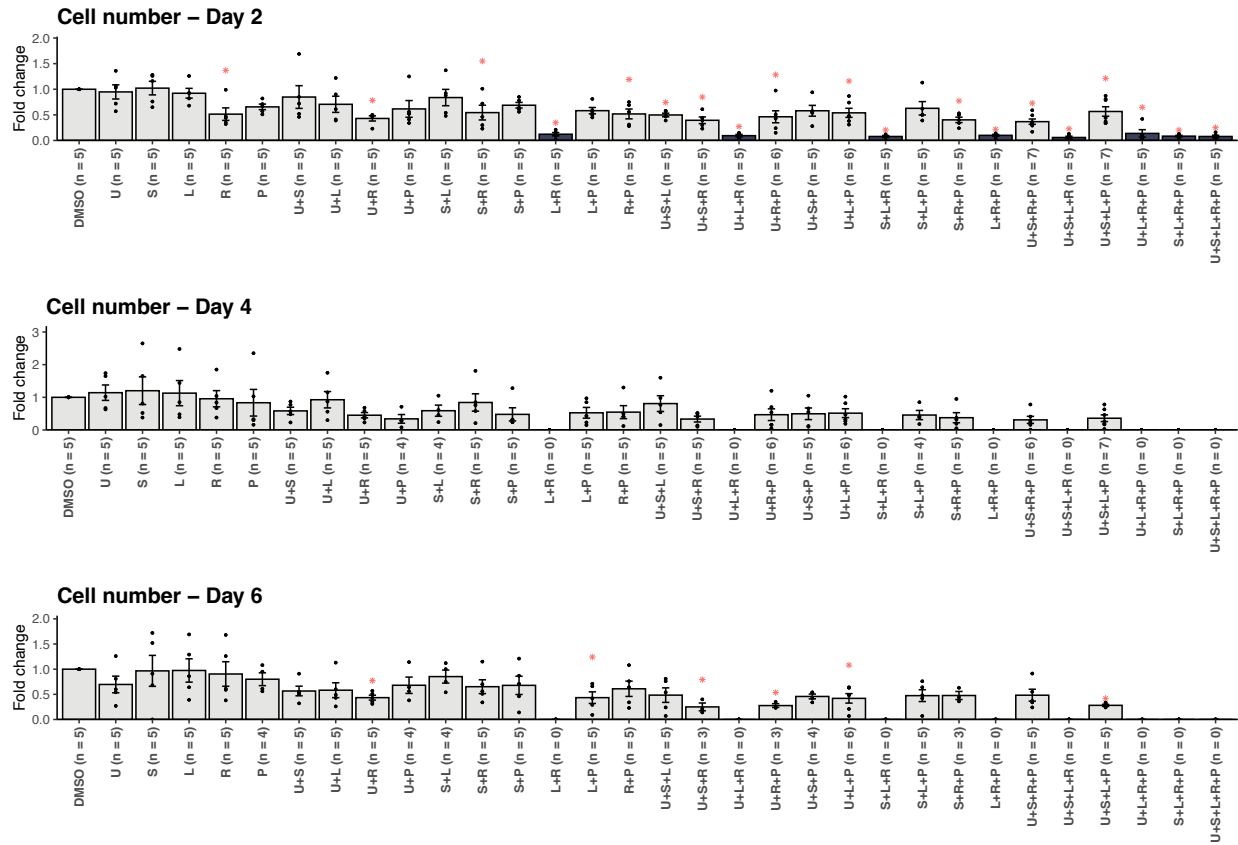 Cell number – Day 2
Fold change
2.0
1.5
1.0
0.5
0.0
DMSO (n = 5)
U (n = 5)
S (n = 5)
L (n = 5)
R (n = 5)
P (n = 5)
U+S (n = 5)
U+L (n = 5)
U+R (n = 5)
U+P (n = 5)
S+L (n = 5)
S+R (n = 5)
S+P (n = 5)
L+R (n = 5)
L+P (n = 5)
R+P (n = 5)
U+S+L (n = 5)
U+S+R (n = 5)
U+L+R (n = 5)
U+R+P (n = 6)
U+S+P (n = 5)
U+L+P (n = 6)
S+L+R (n = 5)
S+L+P (n = 5)
S+R+P (n = 5)
L+R+P (n = 5)
U+S+R+P (n = 7)
U+S+L+R (n = 5)
U+S+L+P (n = 7)
U+L+R+P (n = 5)
S+L+R+P (n = 5)
U+S+L+R+P (n = 5)
Cell number – Day 4
Fold change
3
2
1
0
DMSO (n = 5)
U (n = 5)
S (n = 5)
L (n = 5)
R (n = 5)
P (n = 5)
U+S (n = 5)
U+L (n = 5)
U+R (n = 5)
U+P (n = 4)
S+L (n = 4)
S+R (n = 5)
S+P (n = 5)
L+R (n = 0)
L+P (n = 5)
R+P (n = 5)
U+S+L (n = 5)
U+S+R (n = 5)
U+L+R (n = 0)
U+R+P (n = 6)
U+S+P (n = 5)
U+L+P (n = 6)
S+L+R (n = 0)
S+L+P (n = 4)
S+R+P (n = 5)
L+R+P (n = 0)
U+S+R+P (n = 6)
U+S+L+R (n = 0)
U+S+L+P (n = 7)
U+L+R+P (n = 0)
S+L+R+P (n = 0)
U+S+L+R+P (n = 0)
Cell number – Day 6
Fold change
2.0
1.5
1.0
0.5
0.0
DMSO (n = 5)
U (n = 5)
S (n = 5)
L (n = 5)
R (n = 5)
P (n = 4)
U+S (n = 5)
U+L (n = 5)
U+R (n = 5)
U+P (n = 4)
S+L (n = 4)
S+R (n = 5)
S+P (n = 5)
L+R (n = 0)
L+P (n = 5)
R+P (n = 5)
U+S+L (n = 5)
U+S+R (n = 3)
U+L+R (n = 0)
U+R+P (n = 3)
U+S+P (n = 4)
U+L+P (n = 6)
S+L+R (n = 0)
S+L+P (n = 5)
S+R+P (n = 3)
L+R+P (n = 0)
U+S+R+P (n = 5)
U+S+L+R (n = 0)
U+S+L+P (n = 5)
U+L+R+P (n = 0)
S+L+R+P (n = 0)
U+S+L+R+P (n = 0)